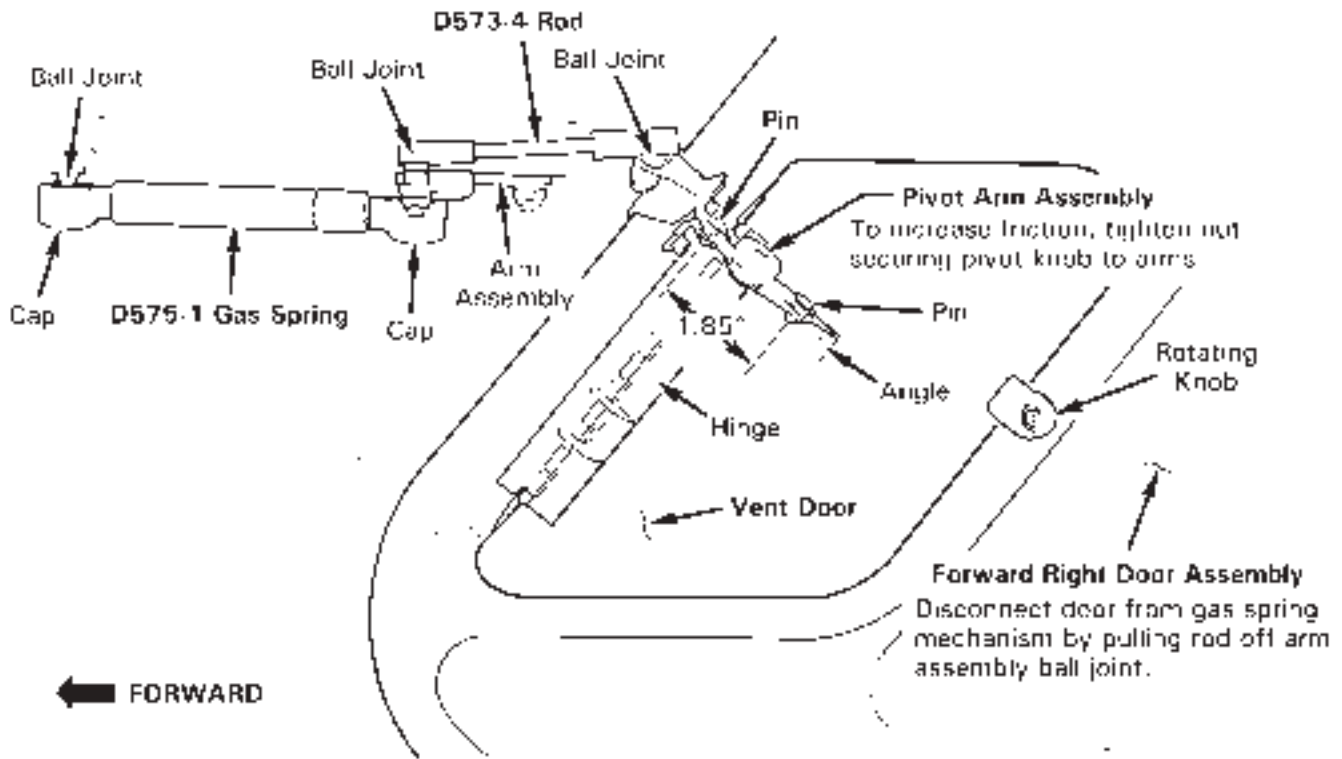 D573-4 Rod
Ball Joint
Ball Joint
Ball Joint
Pin
Pivot Arm Assembly
To increase friction, tighten nut
securing pivot knob to arms
Cap
D575-1 Gas Spring
Cap
Arm
Assembly
1.85"
Pin
Angle
Rotating
Knob
Hinge
Vent Door
Forward Right Door Assembly
Disconnect door from gas spring
mechanism by pulling rod off arm
assembly ball joint.
FORWARD